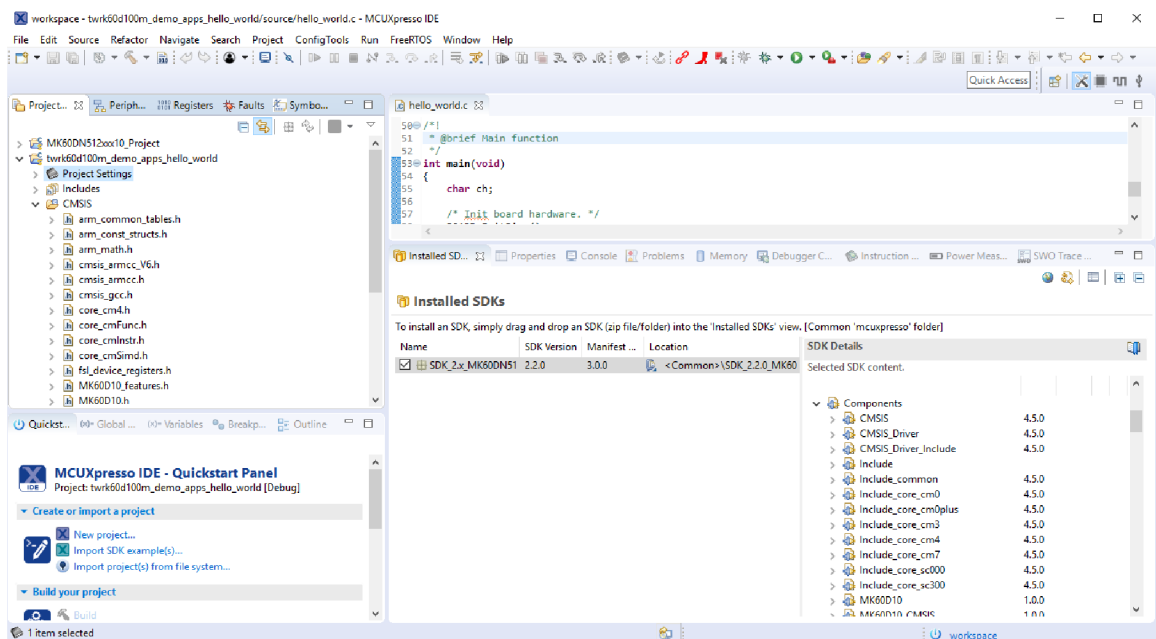 workspace - twrk60d100m_demo_apps_hello_world/source/hello_world.c - MCUXpresso IDE
File Edit Source Refactor Navigate Search Project ConfigTools Run FreeRTOS Window Help
Quick Access
Project... Periph... Registers Faults Symbo...
MK60DN512xxx10_Project
twrk60d100m_demo_apps_hello_world
Project Settings
Includes
CMSIS
arm_common_tables.h
arm_const_structs.h
arm_math.h
cmsis_armcc_V6.h
cmsis_armcc.h
cmsis_gcc.h
core_cm4.h
core_cmFunc.h
core_cmInstr.h
core_cmSimd.h
fsl_device_registers.h
MK60D10_features.h
MK60D10.h
hello_world.c
50 /*!
51 * @brief Main function
52 */
53 int main(void)
54 {
55 char ch;
56
57 /* Init board hardware. */
Installed SD... Properties Console Problems Memory Debugger C... Instruction ... Power Meas... SWO Trace ...
Installed SDKs
To install an SDK, simply drag and drop an SDK (zip file/folder) into the 'Installed SDKs' view. [Common 'mcuxpresso' folder]
Name SDK Version Manifest ... Location
SDK_2.x_MK60DN51 2.2.0 3.0.0 <Common>\SDK_2.2.0_MK60
SDK Details
Selected SDK content.
Components
CMSIS 4.5.0
CMSIS_Driver 4.5.0
CMSIS_Driver_Include 4.5.0
Include
Include_common 4.5.0
Include_core_cm0 4.5.0
Include_core_cm0plus 4.5.0
Include_core_cm3 4.5.0
Include_core_cm4 4.5.0
Include_core_cm7 4.5.0
Include_core_sc000 4.5.0
Include_core_sc300 4.5.0
MK60D10 1.0.0
MK60D10_CMSIS 1.0.0
Quickst... Global ... Variables Breakp... Outline
MCUXpresso IDE - Quickstart Panel
IDE
Project: twrk60d100m_demo_apps_hello_world [Debug]
Create or import a project
New project...
Import SDK example(s)...
Import project(s) from file system...
Build your project
Build
1 item selected
workspace